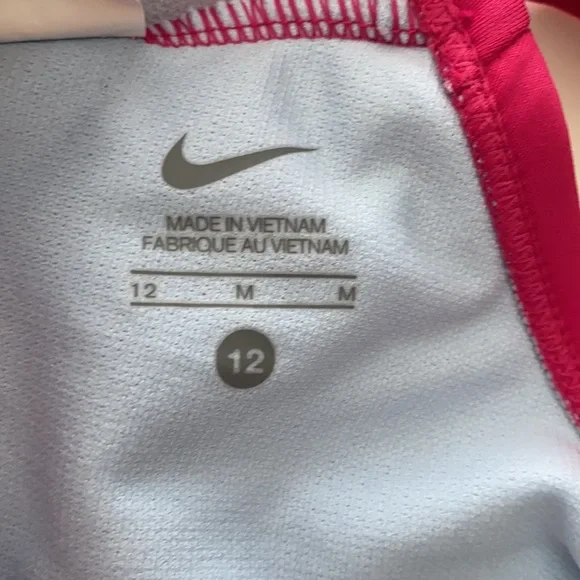 MADE IN VIETNAM
FABRIQUE AU VIETNAM
12 M M
12